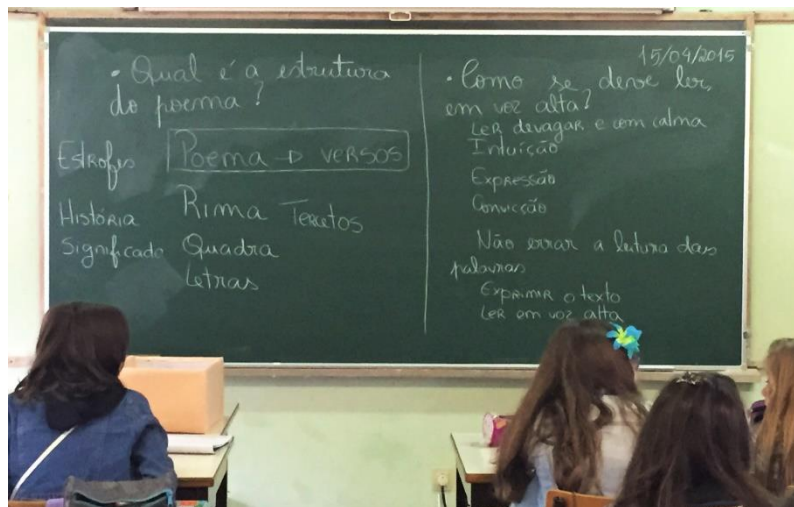 • Qual é a estrutura
do poema?
Estrofes
Poema → VERSOS
História
Rima Tercetos
Significado Quadra
Letras
15/04/2015
• Como se deve ler,
em voz alta?
LER devagar e com calma
Intuição
Expressão
Convicção
Não errar a leitura das
palavras
Exprimir o texto
LER em voz alta